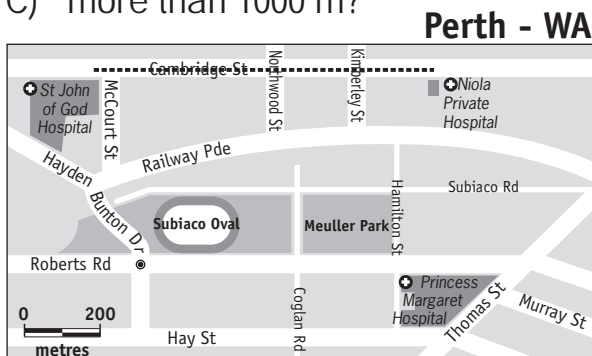 C) more than 1000 m?
Perth - WA
Cambridge St
St John
of God
Hospital
McCourt St
Northwood St
Kimberley St
Niola
Private
Hospital
Railway Pde
Hayden
Bunton Dr
Subiaco Rd
Hamilton St
Subiaco Oval
Meuller Park
Roberts Rd
Princess
Margaret
Hospital
Thomas St
Murray St
Coglan Rd
Hay St
0 200
metres